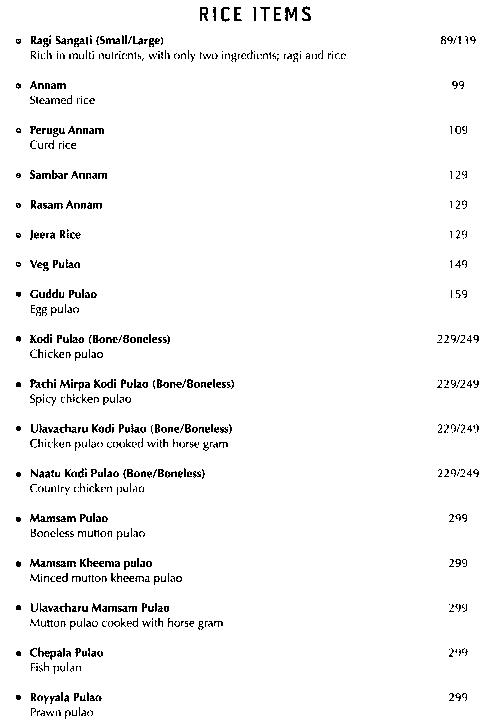 RICE ITEMS
Ragi Sangati (Small/Large) 89/139
Rich in multi nutrients, with only two ingredients; ragi and rice
Annam 99
Steamed rice
Perugu Annam 109
Curd rice
Sambar Annam 129
Rasam Annam 129
Jeera Rice 129
Veg Pulao 149
Guddu Pulao 159
Egg pulao
Kodi Pulao (Bone/Boneless) 229/249
Chicken pulao
Pachi Mirpa Kodi Pulao (Bone/Boneless) 229/249
Spicy chicken pulao
Ulavacharu Kodi Pulao (Bone/Boneless) 229/249
Chicken pulao cooked with horse gram
Naatu Kodi Pulao (Bone/Boneless) 229/249
Country chicken pulao
Mamsam Pulao 299
Boneless mutton pulao
Mamsam Kheema pulao 299
Minced mutton kheema pulao
Ulavacharu Mamsam Pulao 299
Mutton pulao cooked with horse gram
Chepala Pulao 299
Fish pulao
Royyala Pulao 299
Prawn pulao